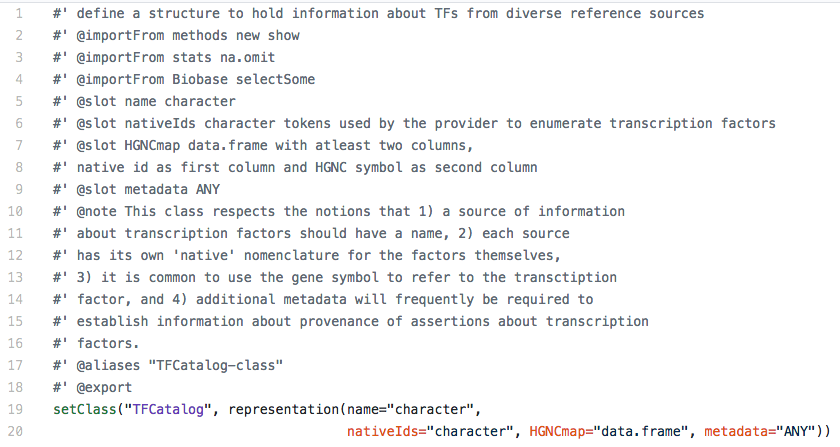 1 #' define a structure to hold information about TFs from diverse reference sources
2 #' @importFrom methods new show
3 #' @importFrom stats na.omit
4 #' @importFrom Biobase selectSome
5 #' @slot name character
6 #' @slot nativeIds character tokens used by the provider to enumerate transcription factors
7 #' @slot HGNCmap data.frame with atleast two columns,
8 #' native id as first column and HGNC symbol as second column
9 #' @slot metadata ANY
10 #' @note This class respects the notions that 1) a source of information
11 #' about transcription factors should have a name, 2) each source
12 #' has its own 'native' nomenclature for the factors themselves,
13 #' 3) it is common to use the gene symbol to refer to the transctiption
14 #' factor, and 4) additional metadata will frequently be required to
15 #' establish information about provenance of assertions about transcription
16 #' factors.
17 #' @aliases "TFCatalog-class"
18 #' @export
19 setClass("TFCatalog", representation(name="character",
20 nativeIds="character", HGNCmap="data.frame", metadata="ANY"))